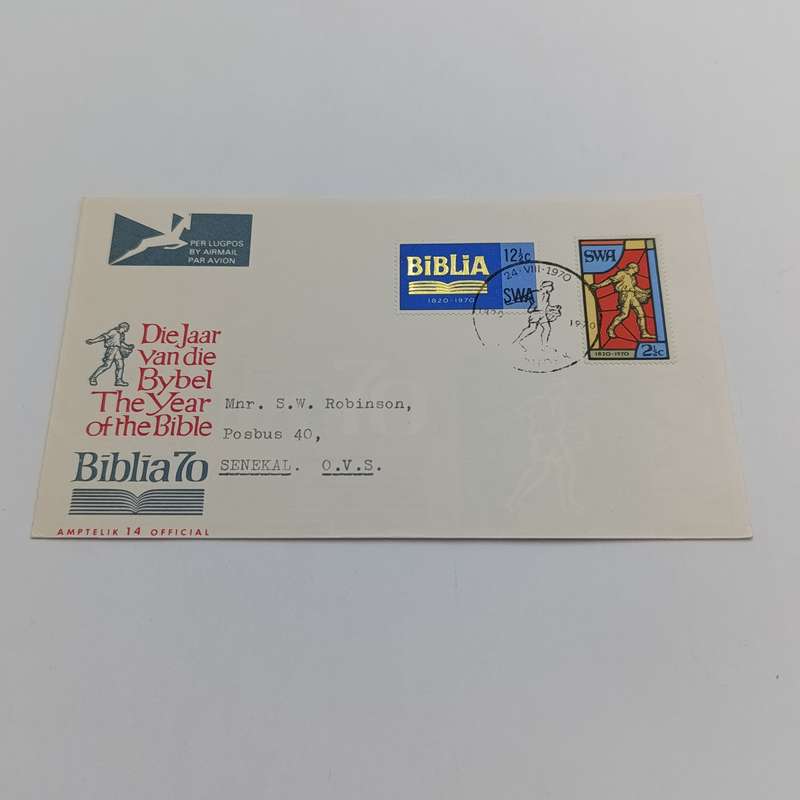 PER LUGPOS
BY AIRMAIL
PAR AVION
BiBLiA
1820-1970
12½c
SWA
24·VIII·1970
1970
SWA
1820-1970
2½c
Die Jaar
van die
Bybel
The Year
of the Bible
Biblia 70
AMPTELIK 14 OFFICIAL
Mnr. S.W. Robinson,
Posbus 40,
SENEKAL. O.V.S.